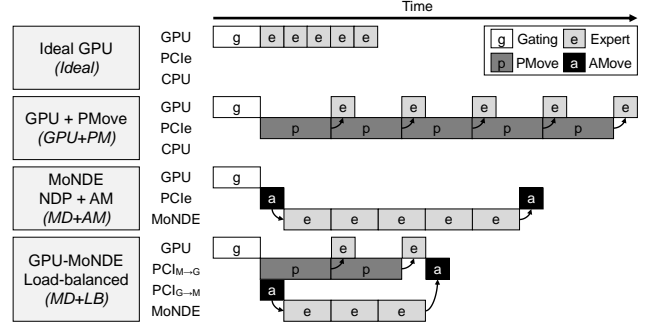 Time
g Gating e Expert
p PMove a AMove
Ideal GPU
(Ideal)
GPU g e e e e e
PCIe
CPU
GPU + PMove
(GPU+PM)
GPU g e e e e e
PCIe p p p p p
CPU
MoNDE
NDP + AM
(MD+AM)
GPU g
PCIe a a
MoNDE e e e e e
GPU-MoNDE
Load-balanced
(MD+LB)
GPU g e e
PCIM→G p p a
PCIG→M a
MoNDE e e e